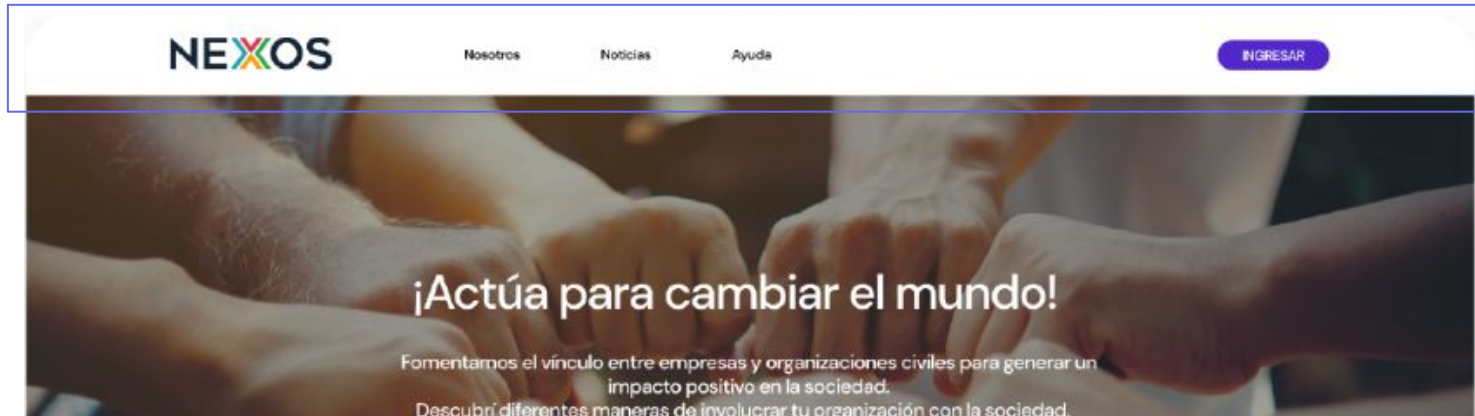 NEXOS
Nosotros
Noticias
Ayuda
INGRESAR
¡Actúa para cambiar el mundo!
Fomentamos el vínculo entre empresas y organizaciones civiles para generar un
impacto positivo en la sociedad.
Descubrí diferentes maneras de involucrar tu organización con la sociedad.